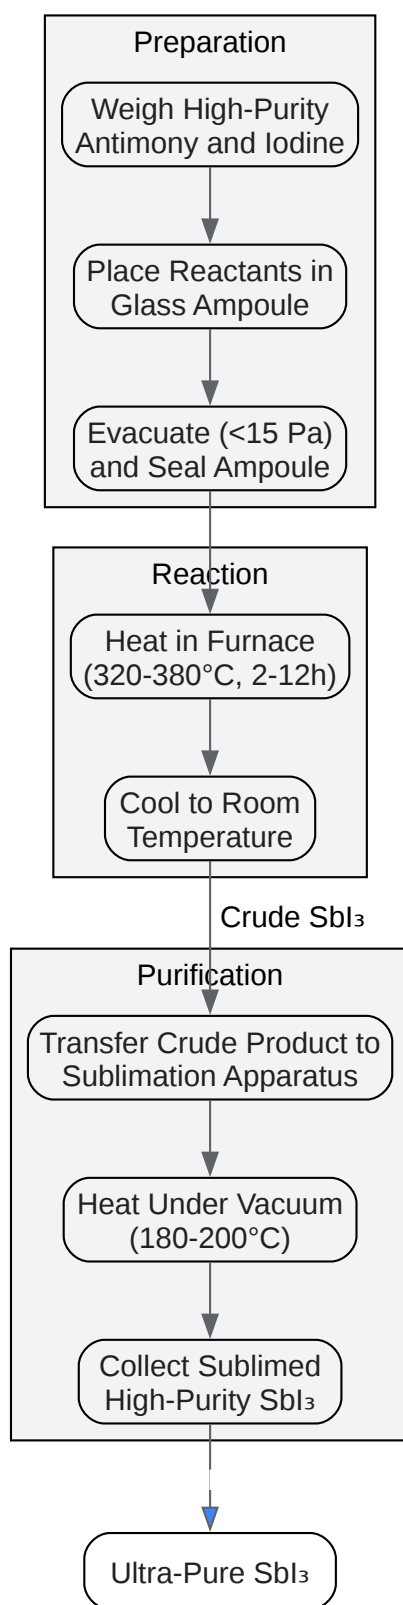 Preparation
Weigh High-Purity
Antimony and Iodine
Place Reactants in
Glass Ampoule
Evacuate (<15 Pa)
and Seal Ampoule
Reaction
Heat in Furnace
(320-380°C, 2-12h)
Cool to Room
Temperature
Crude SbI₃
Purification
Transfer Crude Product to
Sublimation Apparatus
Heat Under Vacuum
(180-200°C)
Collect Sublimed
High-Purity SbI₃
Ultra-Pure SbI₃